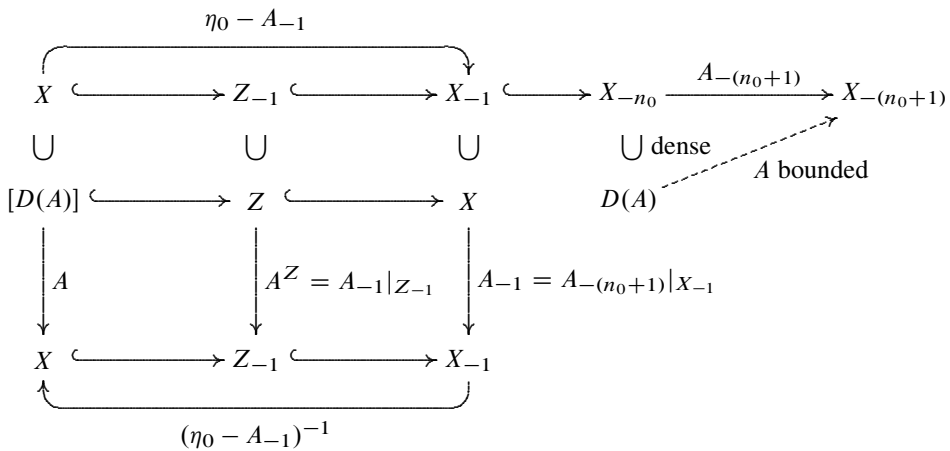 η₀ − A₋₁
X Z₋₁ X₋₁ X₋ₙ₀ A₋₍ₙ₀₊₁₎ X₋₍ₙ₀₊₁₎
∪ ∪ ∪ ∪ dense
A bounded
[D(A)] Z X D(A)
A A^Z = A₋₁|_{Z₋₁} A₋₁ = A₋₍ₙ₀₊₁₎|_{X₋₁}
X Z₋₁ X₋₁
(η₀ − A₋₁)⁻¹